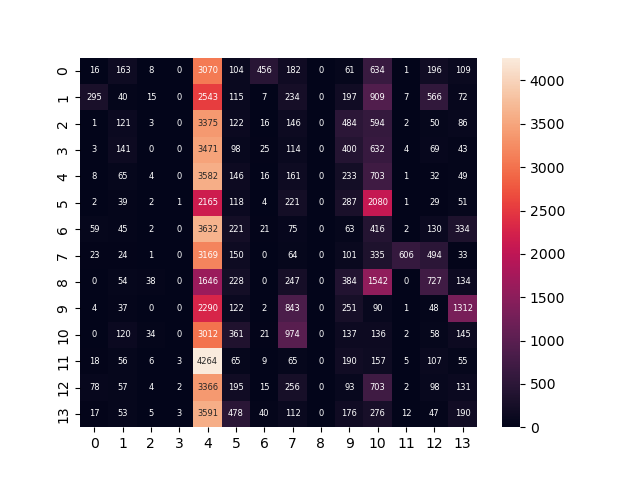 0 16 163 8 0 3070 104 456 182 0 61 634 1 196 109
1 295 40 15 0 2543 115 7 234 0 197 909 7 566 72
2 1 121 3 0 3375 122 16 146 0 484 594 2 50 86
3 3 141 0 0 3471 98 25 114 0 400 632 4 69 43
4 8 65 4 0 3582 146 16 161 0 233 703 1 32 49
5 2 39 2 1 2165 118 4 221 0 287 2080 1 29 51
6 59 45 2 0 3632 221 21 75 0 63 416 2 130 334
7 23 24 1 0 3169 150 0 64 0 101 335 606 494 33
8 0 54 38 0 1646 228 0 247 0 384 1542 0 727 134
9 4 37 0 0 2290 122 2 843 0 251 90 1 48 1312
10 0 120 34 0 3012 361 21 974 0 137 136 2 58 145
11 18 56 6 3 4264 65 9 65 0 190 157 5 107 55
12 78 57 4 2 3366 195 15 256 0 93 703 2 98 131
13 17 53 5 3 3591 478 40 112 0 176 276 12 47 190
0 1 2 3 4 5 6 7 8 9 10 11 12 13
4000
3500
3000
2500
2000
1500
1000
500
0